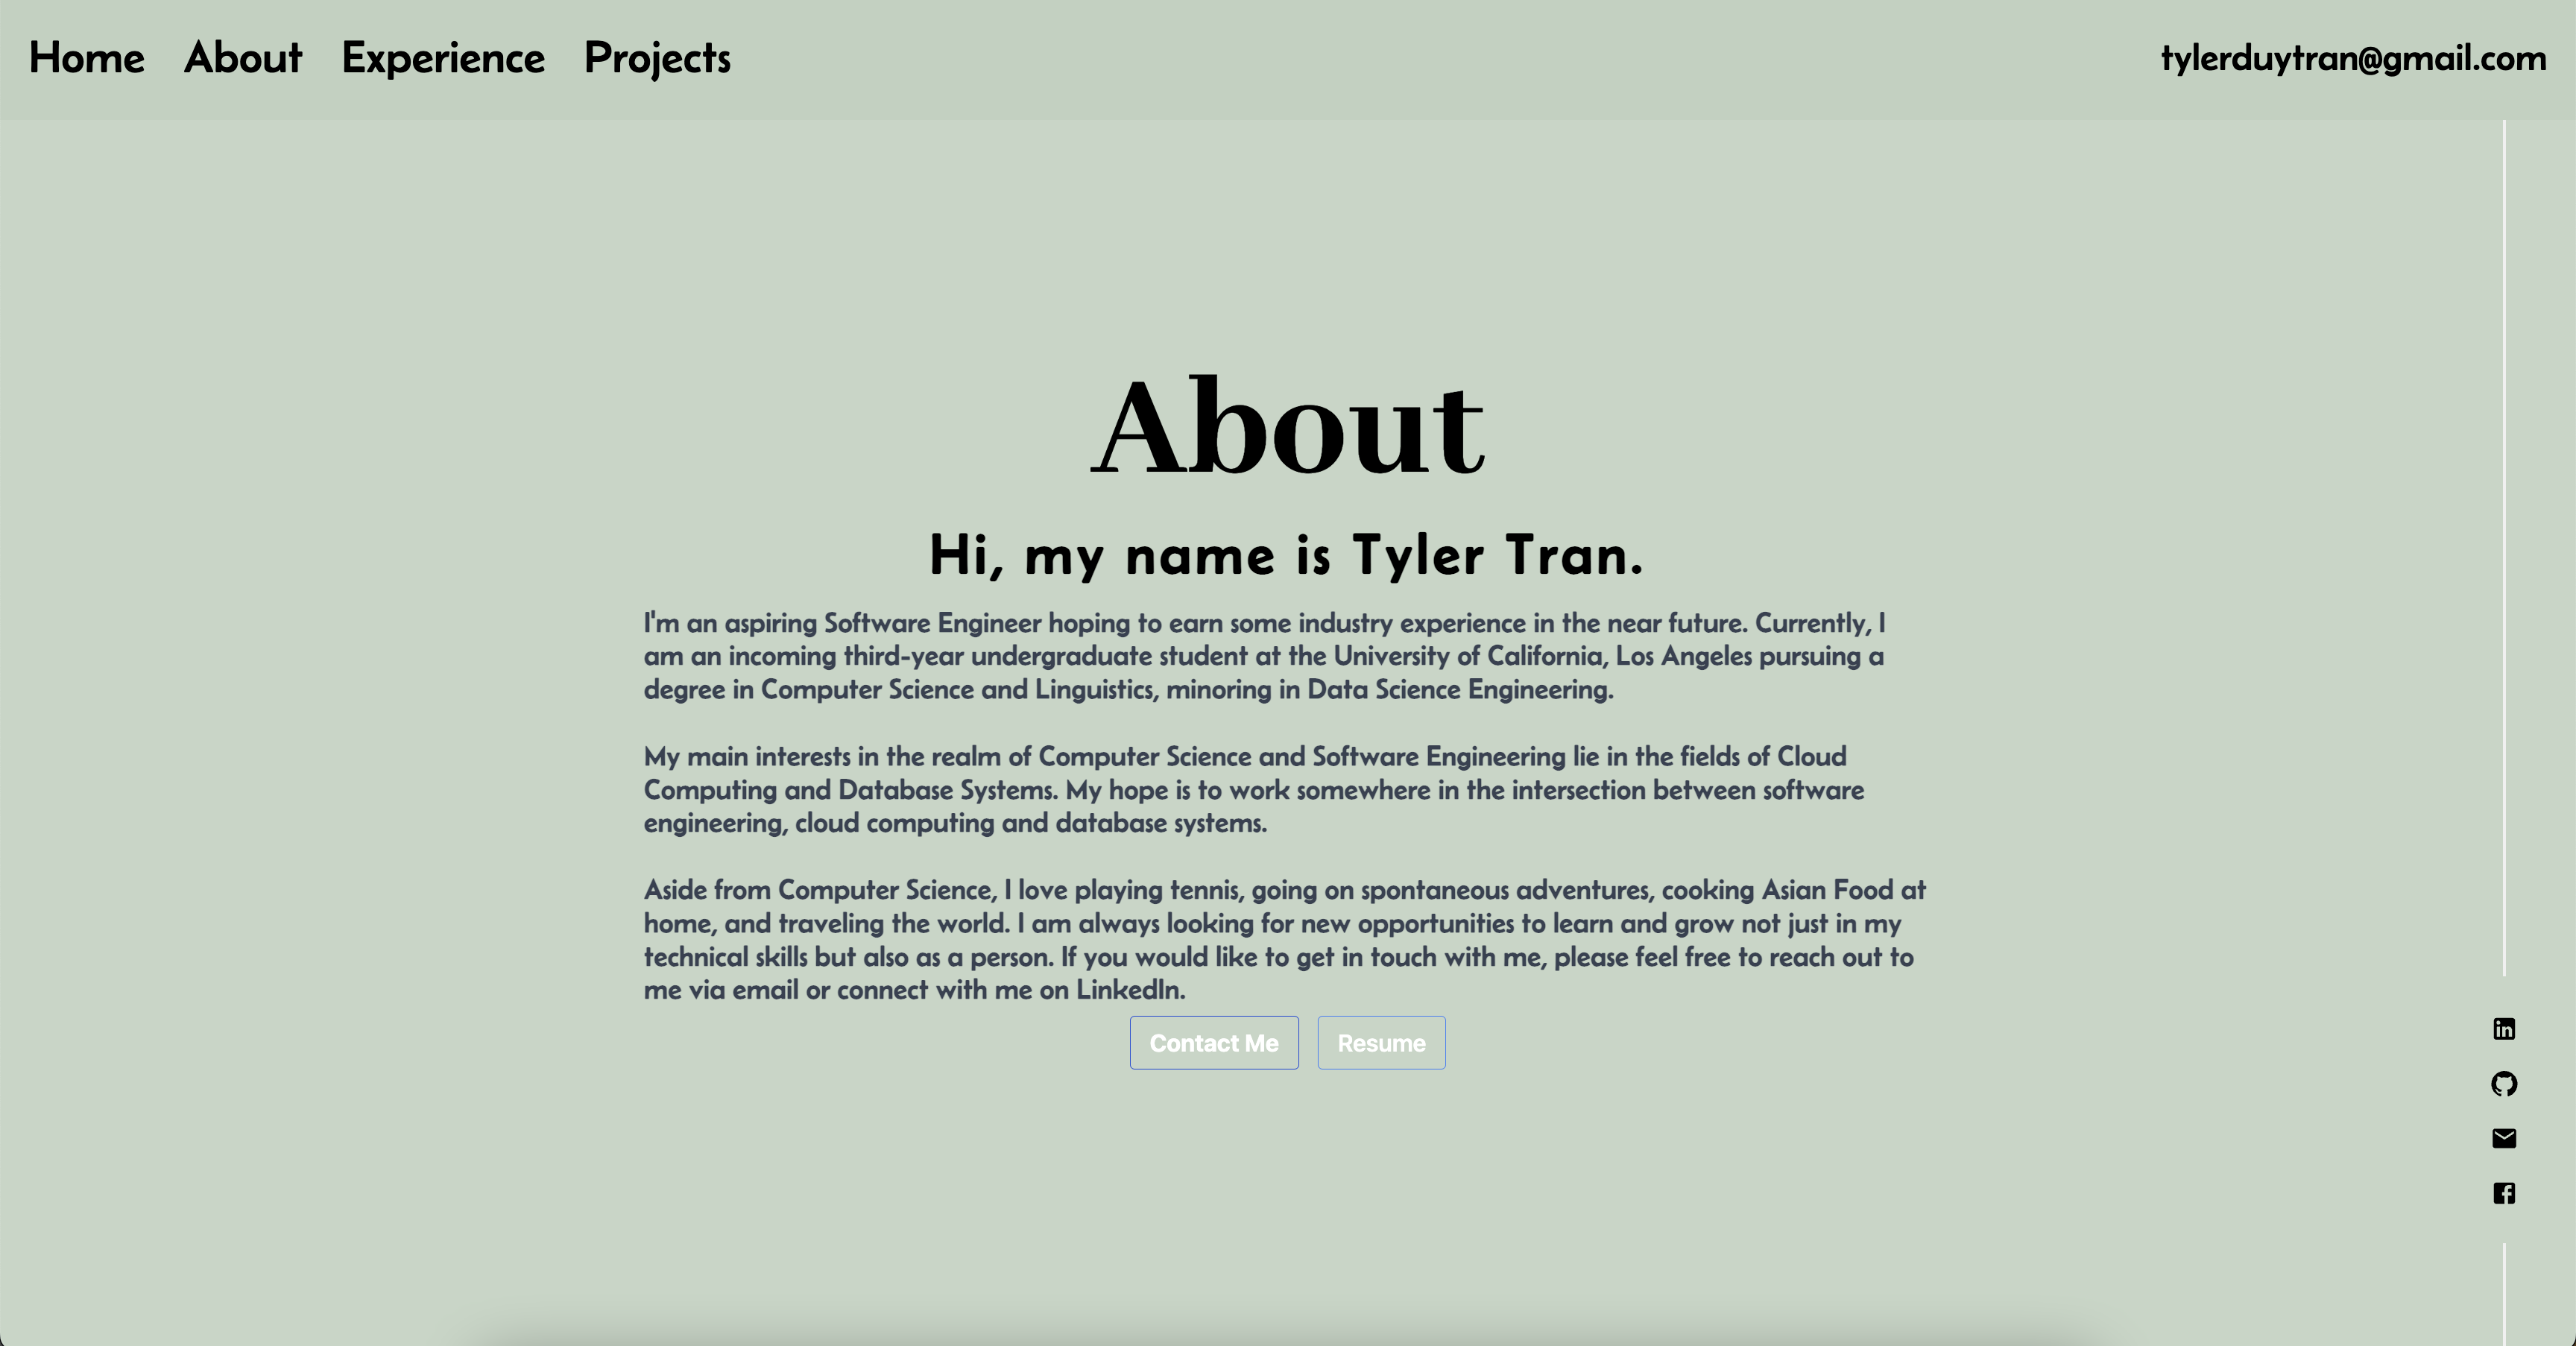 Home About Experience Projects tylerduytran@gmail.com
About
Hi, my name is Tyler Tran.
I'm an aspiring Software Engineer hoping to earn some industry experience in the near future. Currently, I
am an incoming third-year undergraduate student at the University of California, Los Angeles pursuing a
degree in Computer Science and Linguistics, minoring in Data Science Engineering.
My main interests in the realm of Computer Science and Software Engineering lie in the fields of Cloud
Computing and Database Systems. My hope is to work somewhere in the intersection between software
engineering, cloud computing and database systems.
Aside from Computer Science, I love playing tennis, going on spontaneous adventures, cooking Asian Food at
home, and traveling the world. I am always looking for new opportunities to learn and grow not just in my
technical skills but also as a person. If you would like to get in touch with me, please feel free to reach out to
me via email or connect with me on LinkedIn.
Contact Me Resume